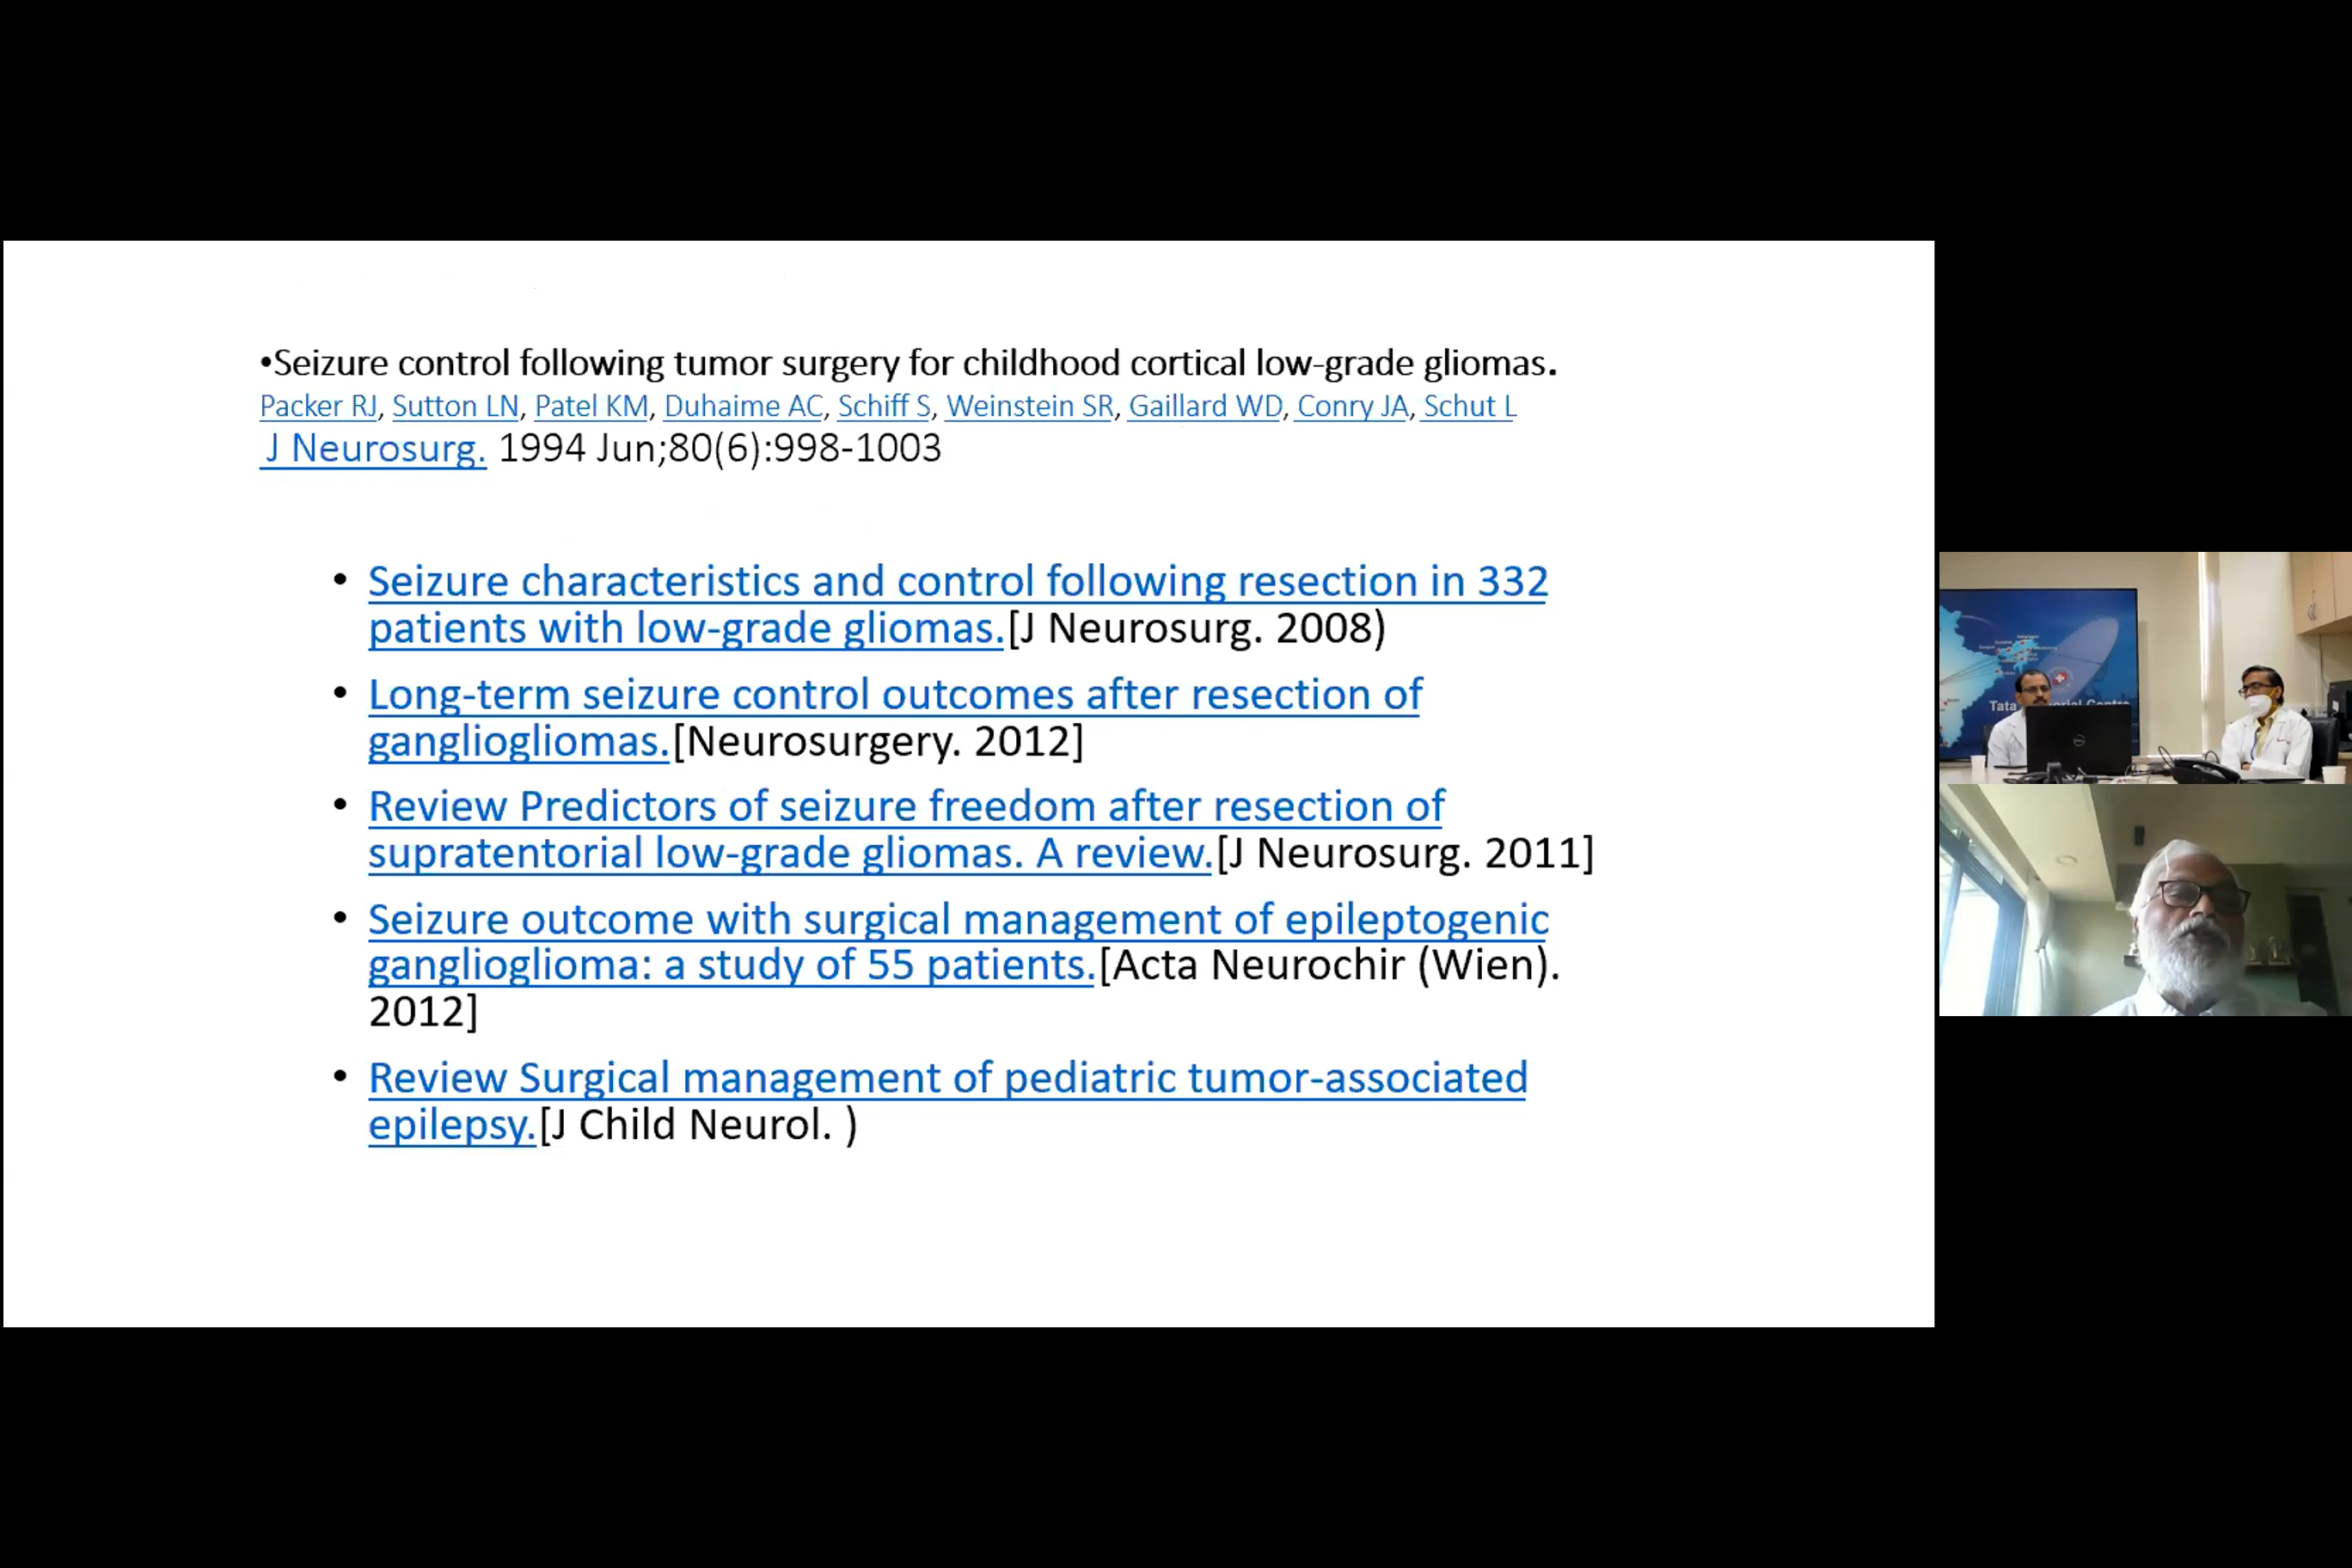 •Seizure control following tumor surgery for childhood cortical low-grade gliomas.
Packer RJ, Sutton LN, Patel KM, Duhaime AC, Schiff S, Weinstein SR, Gaillard WD, Conry JA, Schut L
J Neurosurg. 1994 Jun;80(6):998-1003
• Seizure characteristics and control following resection in 332
patients with low-grade gliomas.[J Neurosurg. 2008)
• Long-term seizure control outcomes after resection of
gangliogliomas.[Neurosurgery. 2012]
• Review Predictors of seizure freedom after resection of
supratentorial low-grade gliomas. A review.[J Neurosurg. 2011]
• Seizure outcome with surgical management of epileptogenic
ganglioglioma: a study of 55 patients.[Acta Neurochir (Wien).
2012]
• Review Surgical management of pediatric tumor-associated
epilepsy.[J Child Neurol. )
Tata